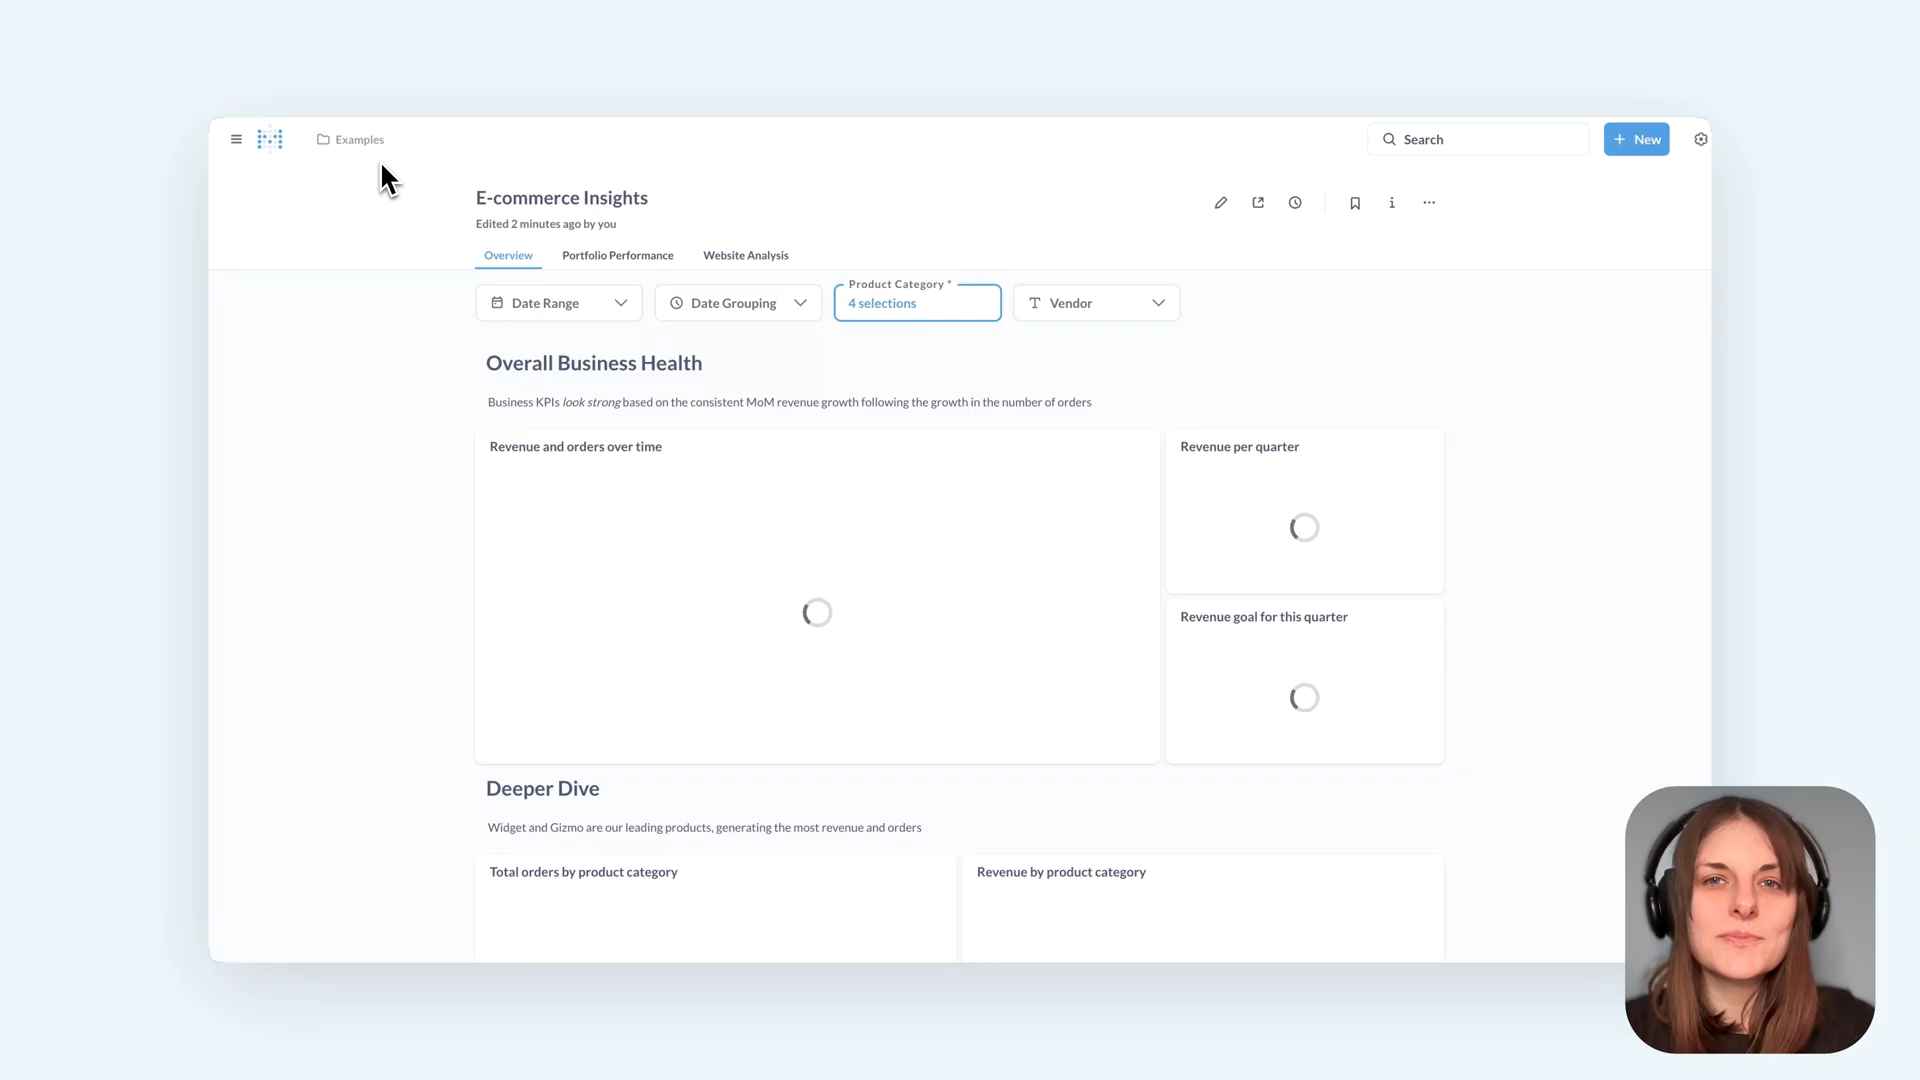 Examples
Search
+ New
E-commerce Insights
Edited 2 minutes ago by you
Overview
Portfolio Performance
Website Analysis
Date Range
Date Grouping
Product Category *
4 selections
Vendor
Overall Business Health
Business KPIs look strong based on the consistent MoM revenue growth following the growth in the number of orders
Revenue and orders over time
Revenue per quarter
Revenue goal for this quarter
Deeper Dive
Widget and Gizmo are our leading products, generating the most revenue and orders
Total orders by product category
Revenue by product category